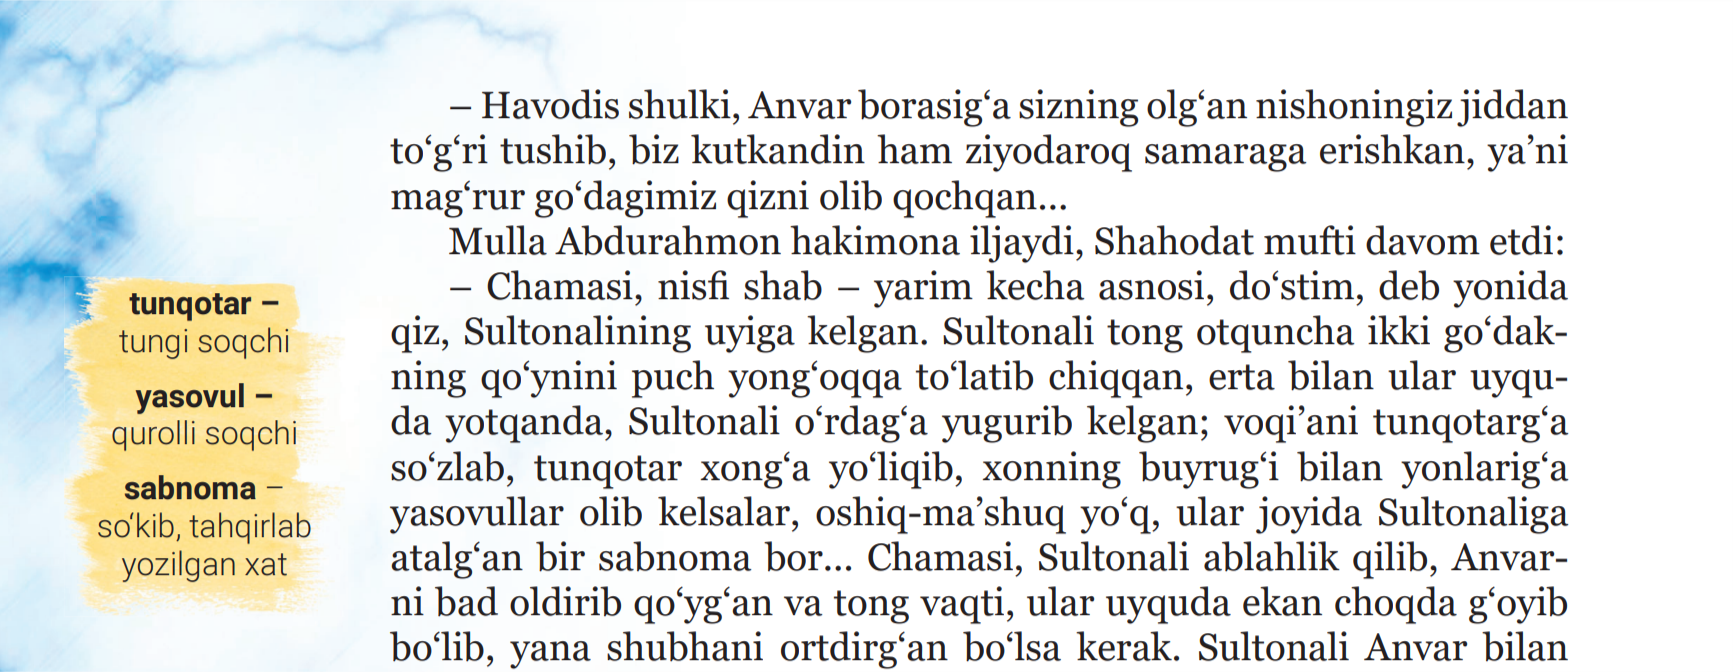 – Havodis shulki, Anvar borasig‘a sizning olg‘an nishoningiz jiddan
to‘g‘ri tushib, biz kutkandin ham ziyodaroq samaraga erishkan, ya’ni
mag‘rur go‘dagimiz qizni olib qochqan...
Mulla Abdurahmon hakimona iljaydi, Shahodat mufti davom etdi:
– Chamasi, nisfi shab – yarim kecha asnosi, do‘stim, deb yonida
qiz, Sultonalining uyiga kelgan. Sultonali tong otquncha ikki go‘dak-
ning qo‘ynini puch yong‘oqqa to‘latib chiqqan, erta bilan ular uyqu-
da yotqanda, Sultonali o‘rdag‘a yugurib kelgan; voqi’ani tunqotarg‘a
so‘zlab, tunqotar xong‘a yo‘liqib, xonning buyrug‘i bilan yonlarig‘a
yasovullar olib kelsalar, oshiq-ma’shuq yo‘q, ular joyida Sultonaliga
atalg‘an bir sabnoma bor... Chamasi, Sultonali ablahlik qilib, Anvar-
ni bad oldirib qo‘yg‘an va tong vaqti, ular uyquda ekan choqda g‘oyib
bo‘lib, yana shubhani ortdirg‘an bo‘lsa kerak. Sultonali Anvar bilan
tunqotar –
tungi soqchi
yasovul –
qurolli soqchi
sabnoma –
so‘kib, tahqirlab
yozilgan xat